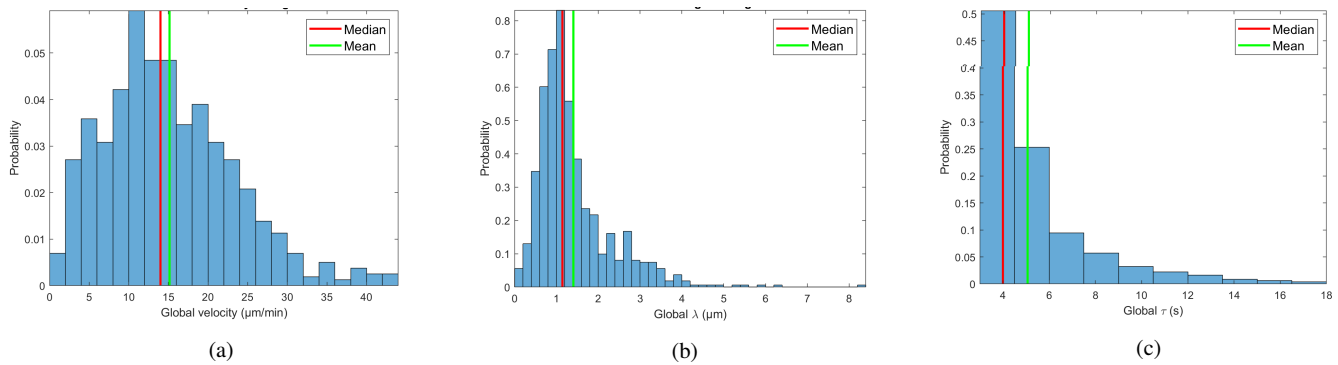 0.05
0.04
0.03
0.02
0.01
0
Probability
0 5 10 15 20 25 30 35 40
Global velocity (μm/min)
Median
Mean
(a)
0.8
0.7
0.6
0.5
0.4
0.3
0.2
0.1
0
Probability
0 1 2 3 4 5 6 7 8
Global λ (μm)
Median
Mean
(b)
0.5
0.45
0.4
0.35
0.3
0.25
0.2
0.15
0.1
0.05
0
Probability
4 6 8 10 12 14 16 18
Global τ (s)
Median
Mean
(c)